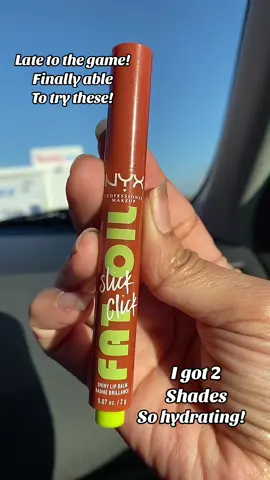 Late to the game!
Finally able
To try these!
NYX
PROFESSIONAL
MAKEUP
FAT OIL
Slick
Click
SHINY LIP BALM
BAUME BRILLANCE
0.07 oz. / 2 g
I got 2
Shades
So hydrating!